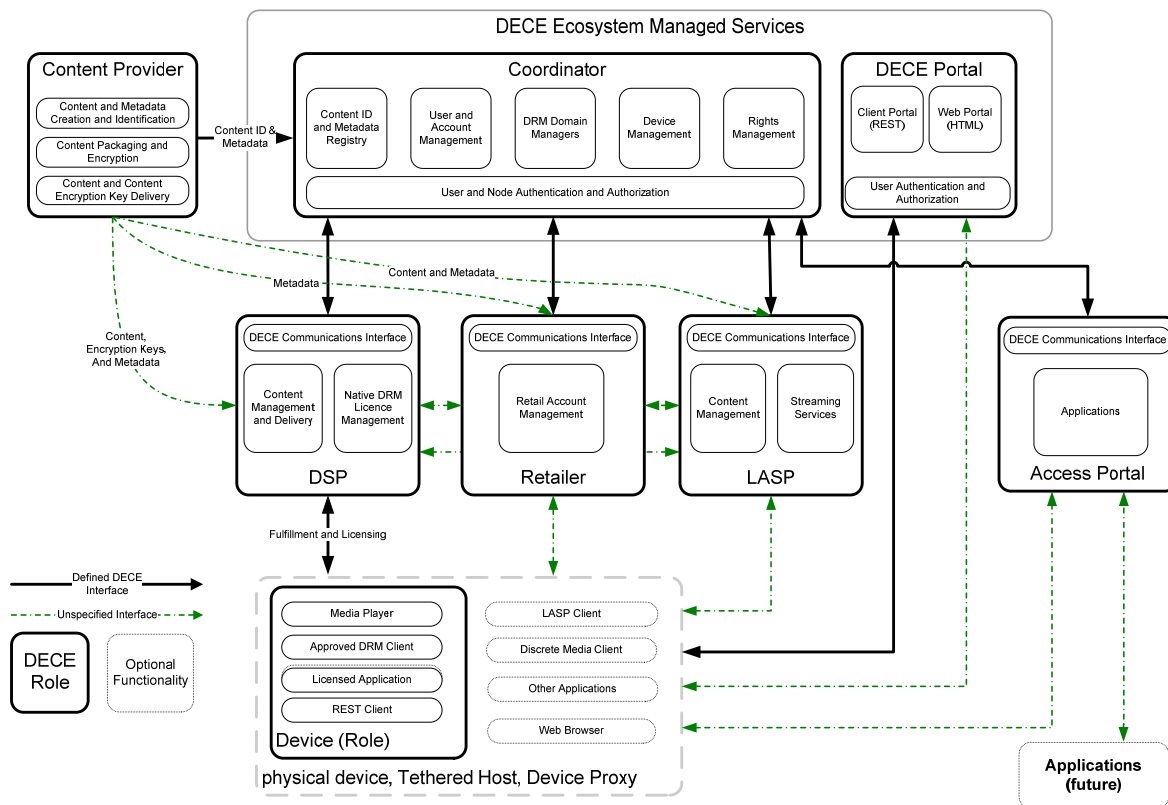 DECE Ecosystem Managed Services
Content Provider
Content and Metadata
Creation and Identification
Content Packaging and
Encryption
Content and Content
Encryption Key Delivery
Content ID &
Metadata
Coordinator
Content ID
and Metadata
Registry
User and
Account
Management
DRM Domain
Managers
Device
Management
Rights
Management
User and Node Authentication and Authorization
DECE Portal
Client Portal
(REST)
Web Portal
(HTML)
User Authentication and
Authorization
Content and Metadata
Metadata
Content,
Encryption Keys,
And Metadata
DECE Communications Interface
Content
Management
and Delivery
Native DRM
Licence
Management
DSP
DECE Communications Interface
Retail Account
Management
Retailer
DECE Communications Interface
Content
Management
Streaming
Services
LASP
DECE Communications Interface
Applications
Access Portal
Fulfillment and Licensing
Defined DECE
Interface
Unspecified Interface
DECE
Role
Optional
Functionality
Media Player
Approved DRM Client
Licensed Application
REST Client
Device (Role)
LASP Client
Discrete Media Client
Other Applications
Web Browser
physical device, Tethered Host, Device Proxy
Applications
(future)